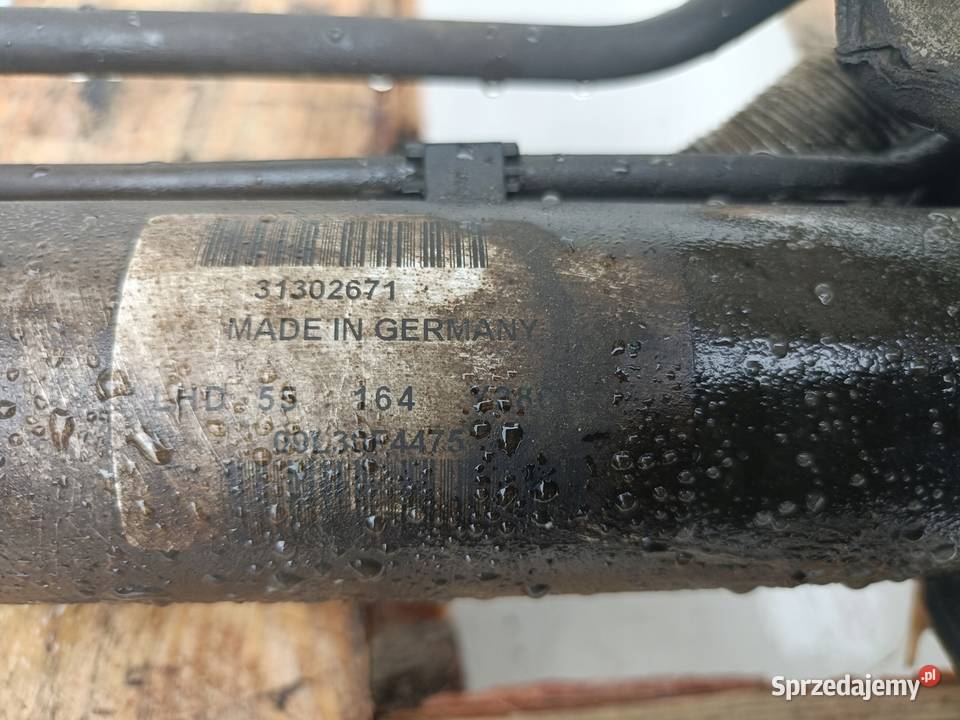 31302671
MADE IN GERMANY
LHD 55 164
Sprzedajemy.pl